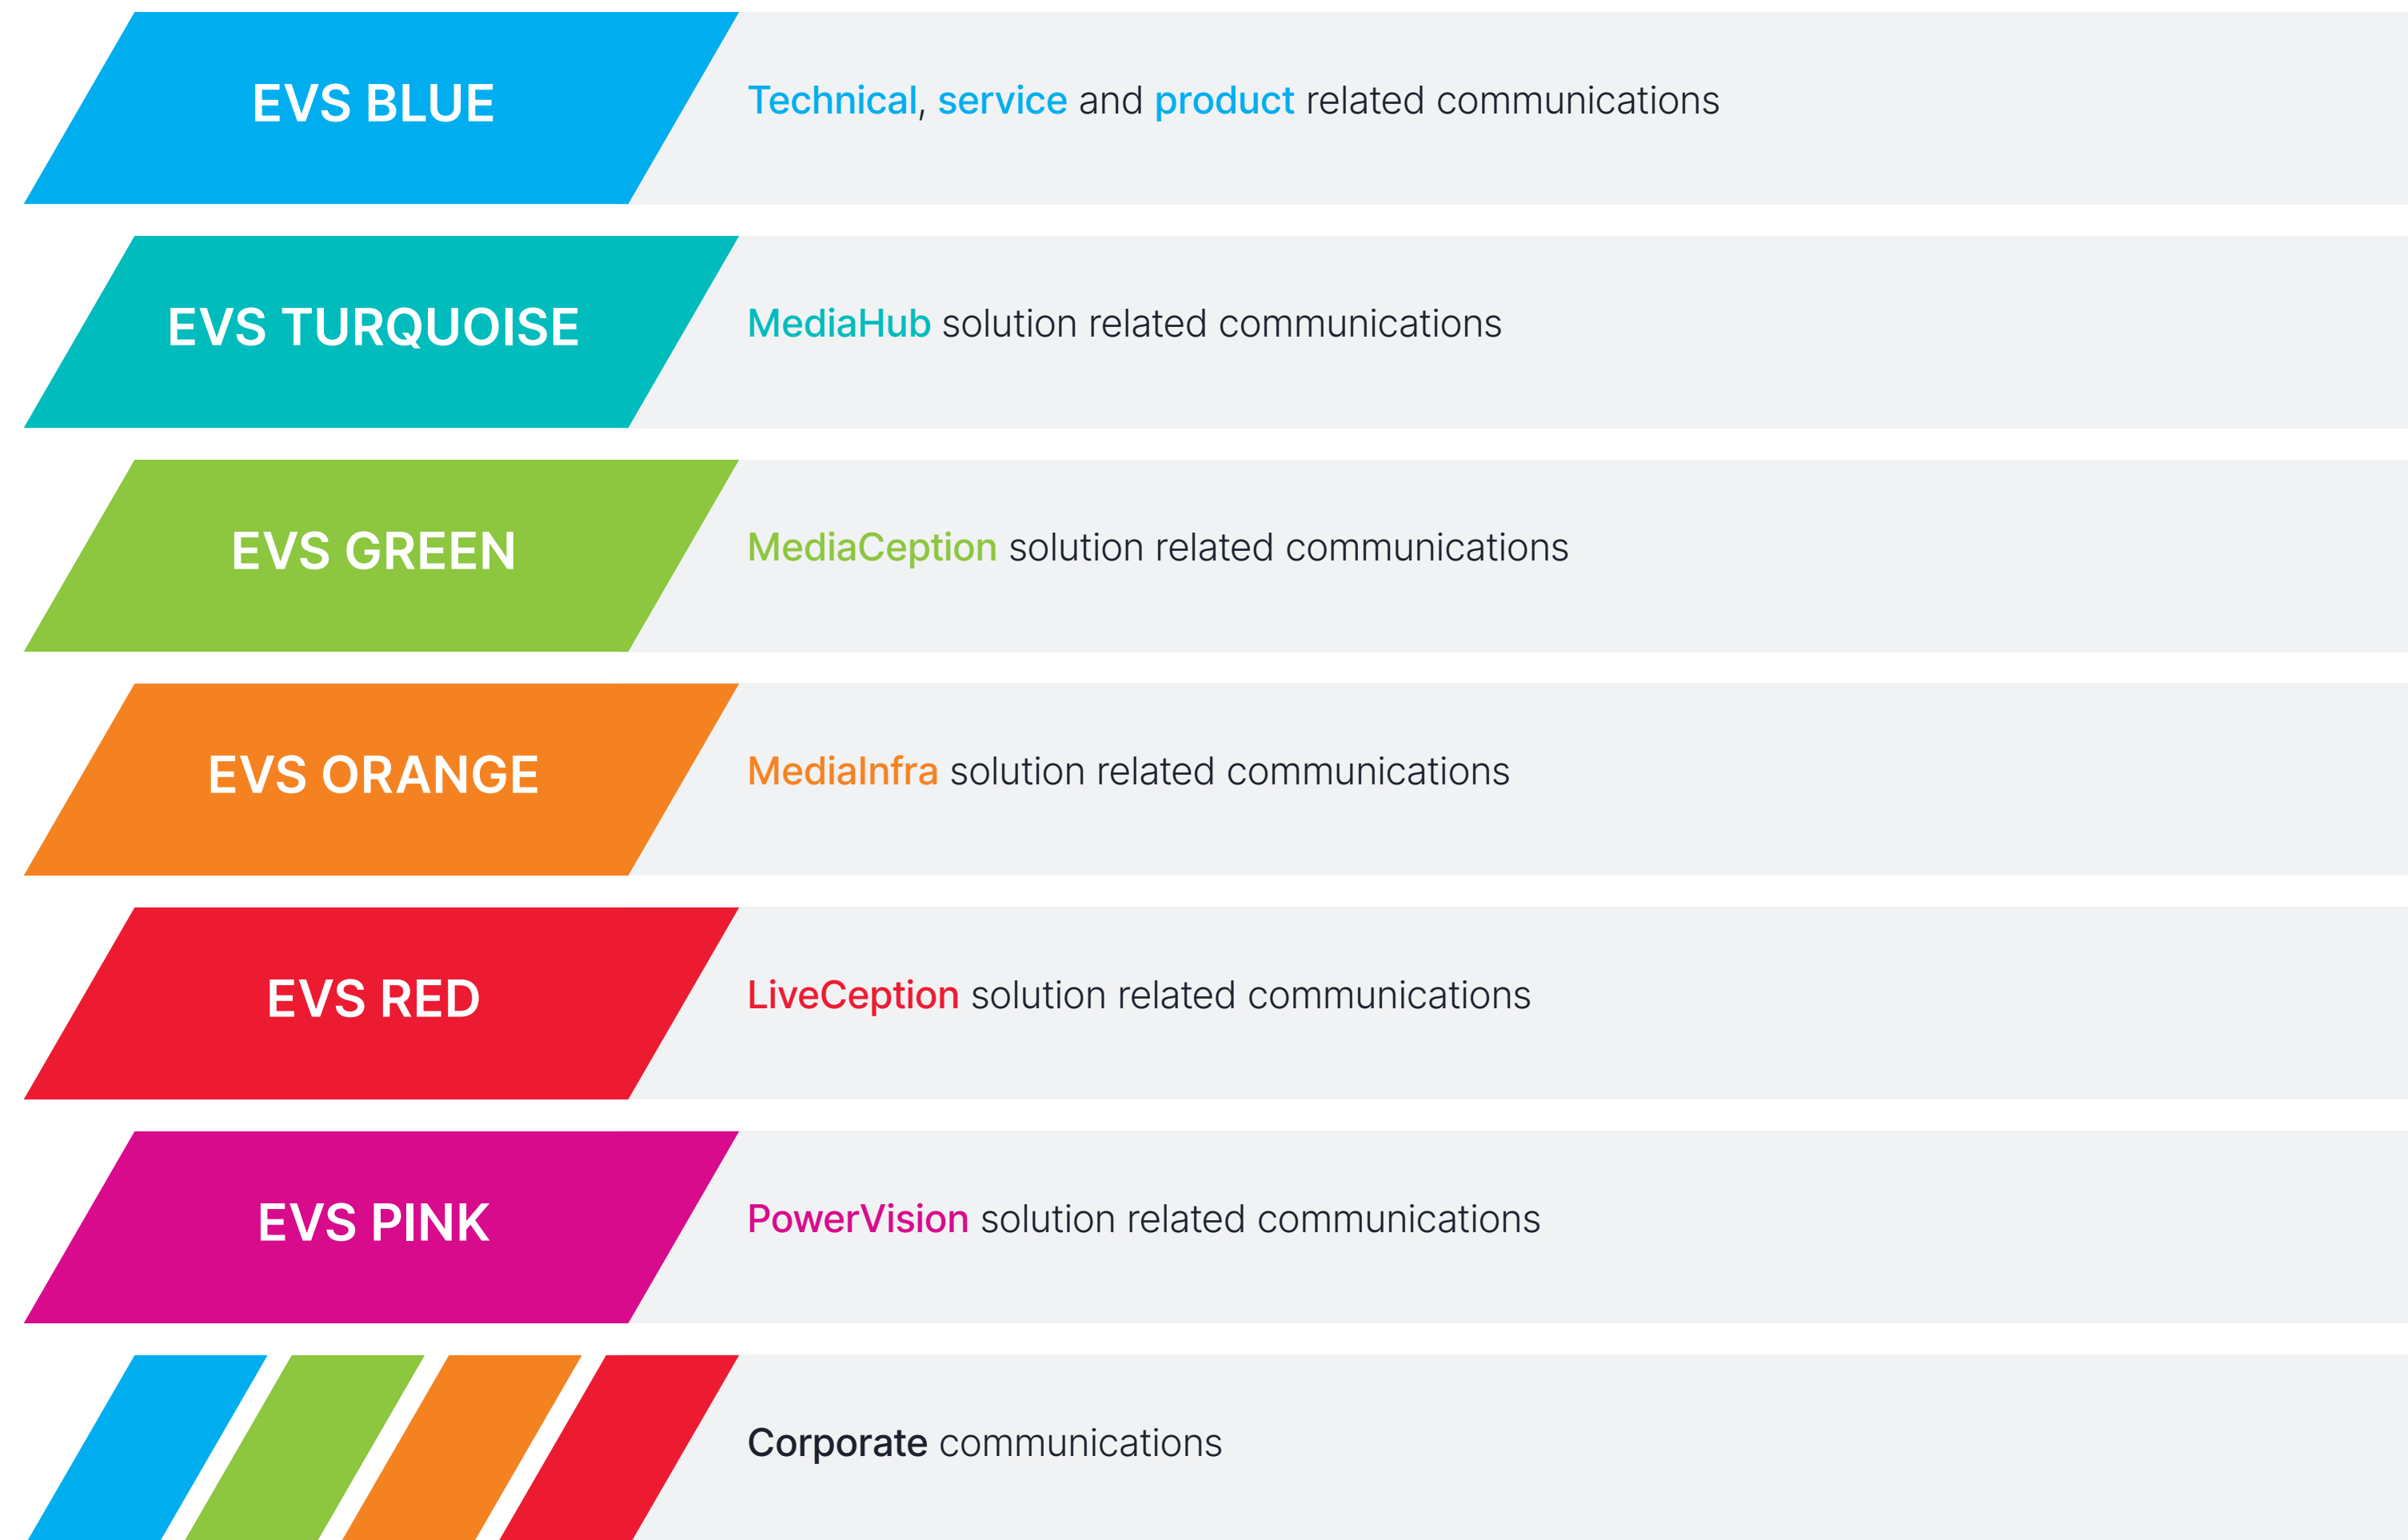 EVS BLUE
Technical, service and product related communications
EVS TURQUOISE
MediaHub solution related communications
EVS GREEN
MediaCeption solution related communications
EVS ORANGE
MediaInfra solution related communications
EVS RED
LiveCeption solution related communications
EVS PINK
PowerVision solution related communications
Corporate communications